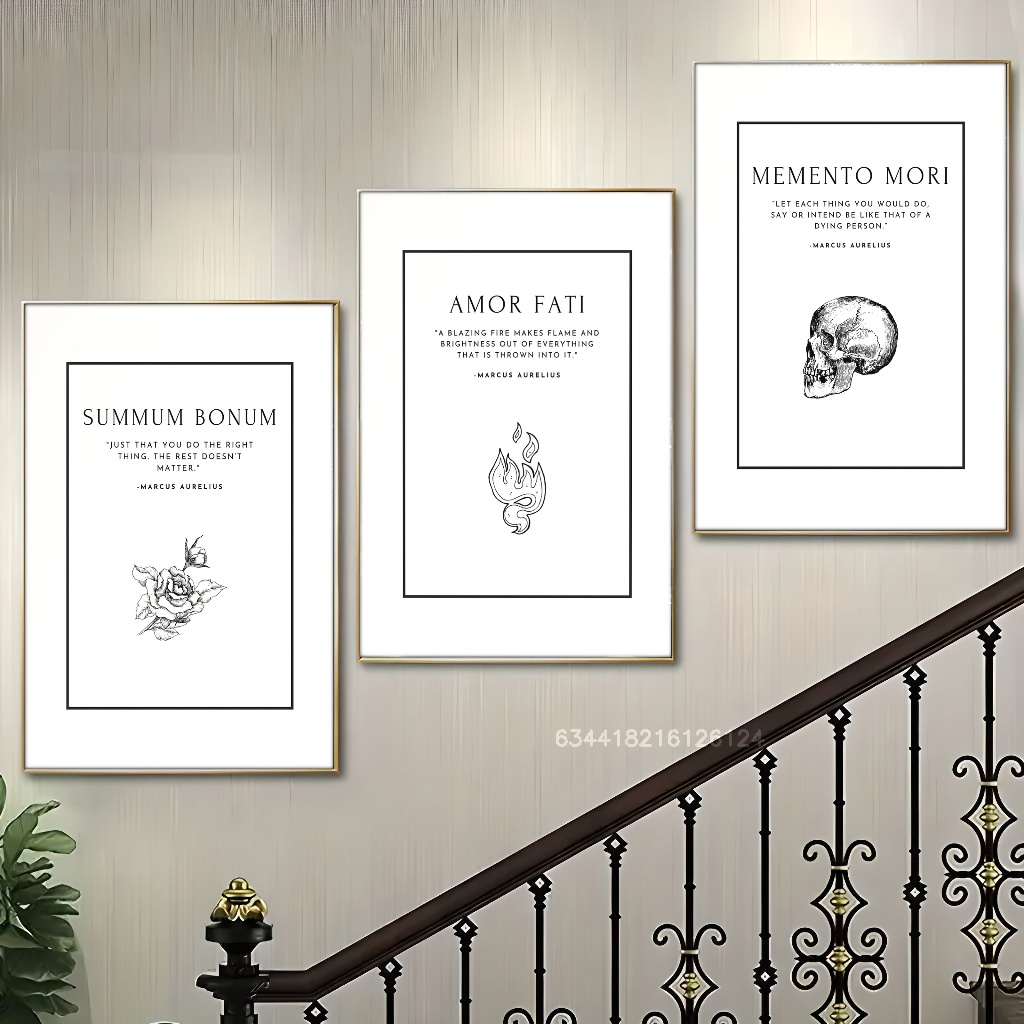 SUMMUM BONUM
"JUST THAT YOU DO THE RIGHT
THING. THE REST DOESN'T
MATTER."
-MARCUS AURELIUS
AMOR FATI
"A BLAZING FIRE MAKES FLAME AND
BRIGHTNESS OUT OF EVERYTHING
THAT IS THROWN INTO IT."
-MARCUS AURELIUS
MEMENTO MORI
"LET EACH THING YOU WOULD DO,
SAY OR INTEND BE LIKE THAT OF A
DYING PERSON."
-MARCUS AURELIUS
634418216126124